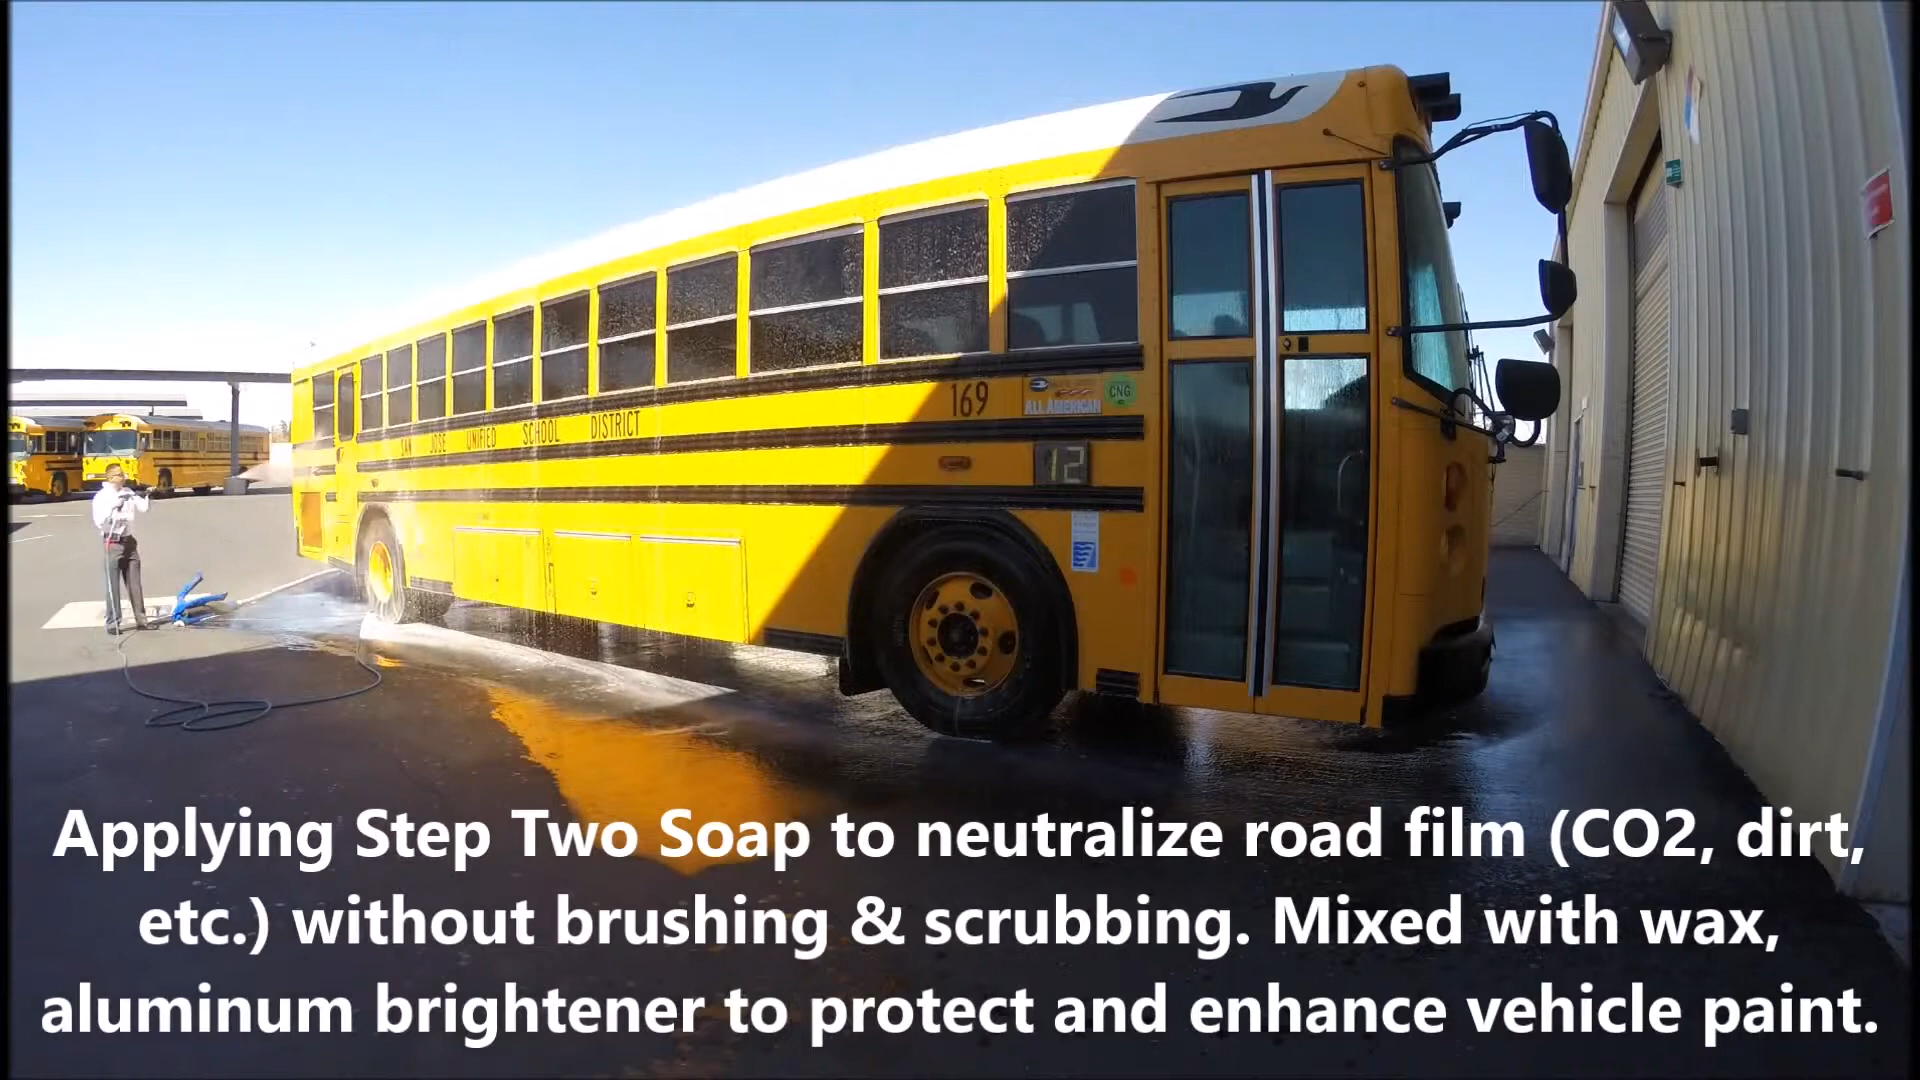 169
ALL AMERICAN
CNG
SAN JOSE UNIFIED SCHOOL DISTRICT
12
Applying Step Two Soap to neutralize road film (CO2, dirt,
etc.) without brushing & scrubbing. Mixed with wax,
aluminum brightener to protect and enhance vehicle paint.